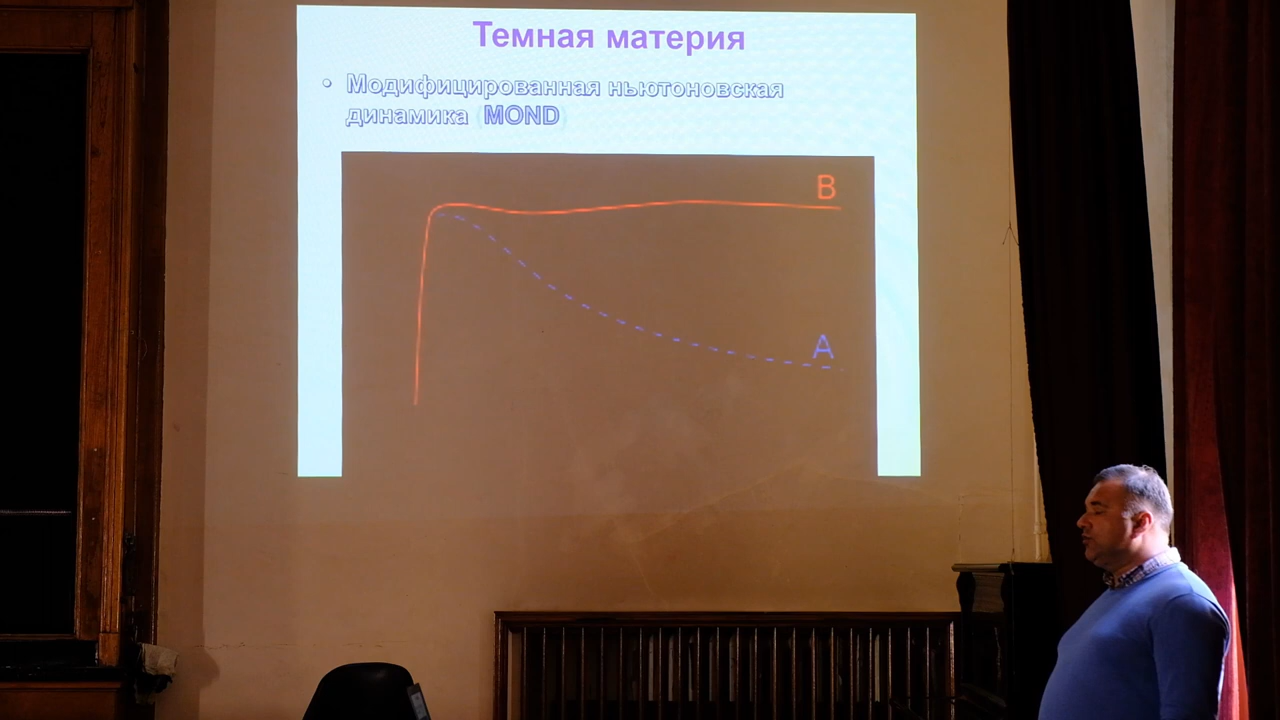 Темная материя
• Модифицированная ньютоновская
динамика (MOND)
B
A